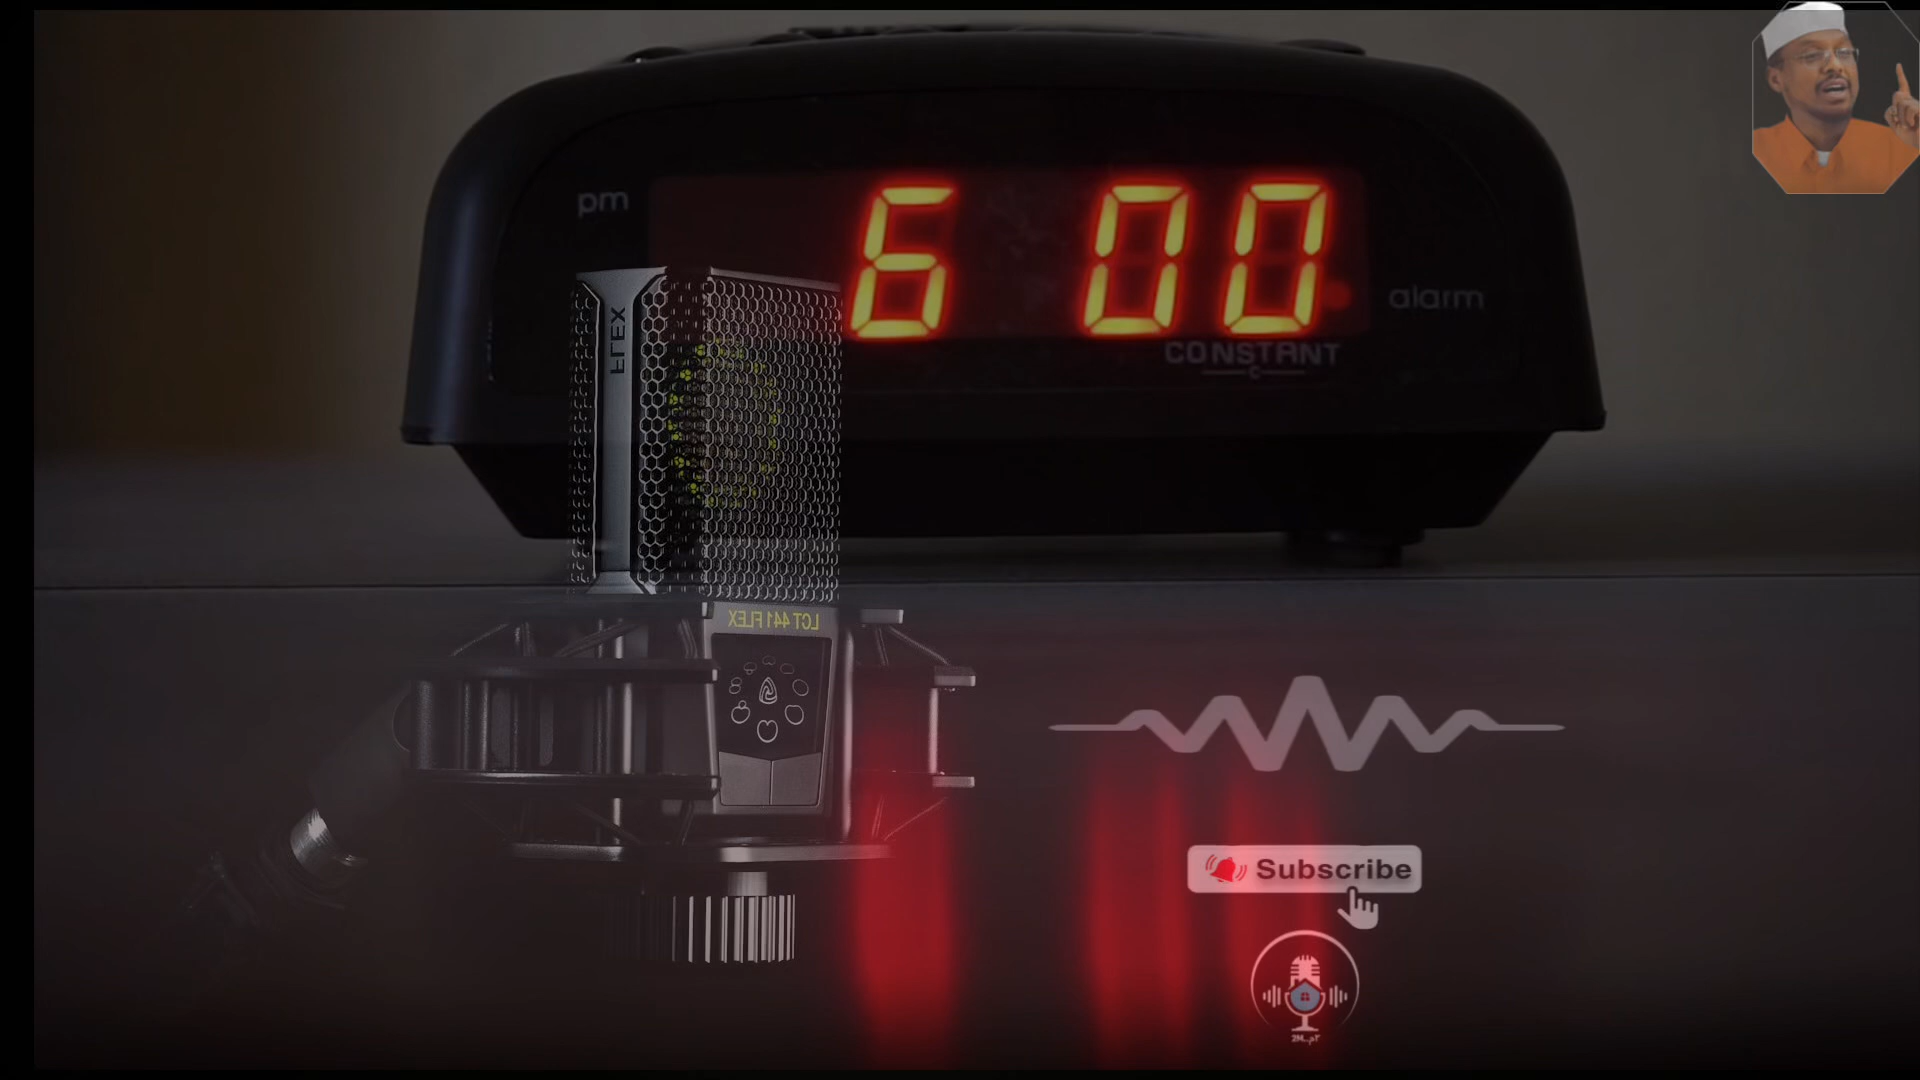 pm
6 00
alarm
CONSTANT
FLEX
LCT 441 FLEX
Subscribe